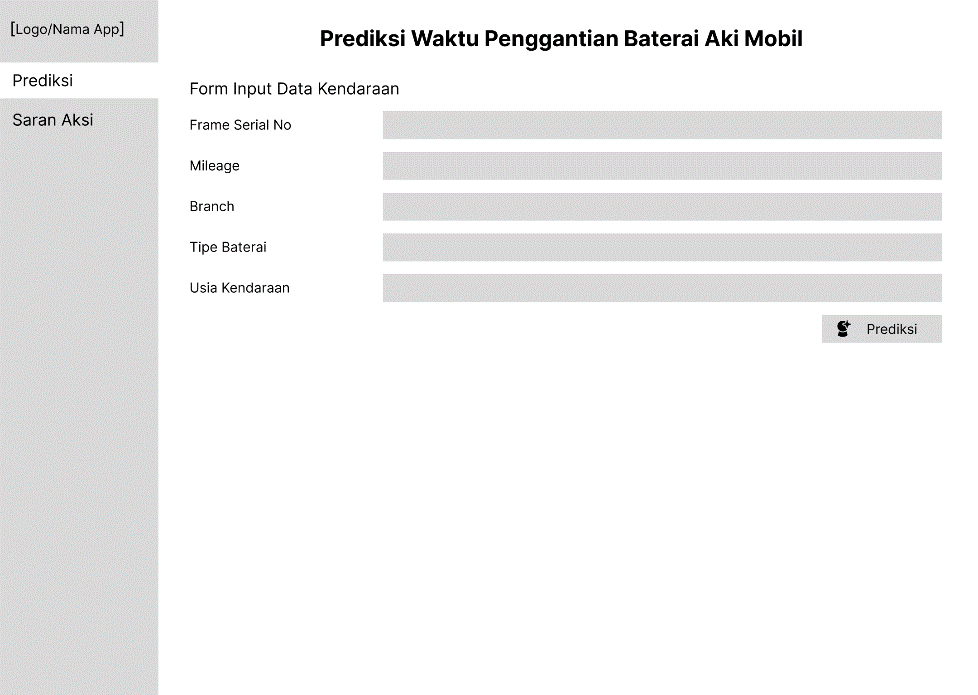 [Logo/Nama App]
Prediksi
Saran Aksi
Prediksi Waktu Penggantian Baterai Aki Mobil
Form Input Data Kendaraan
Frame Serial No
Mileage
Branch
Tipe Baterai
Usia Kendaraan
Prediksi